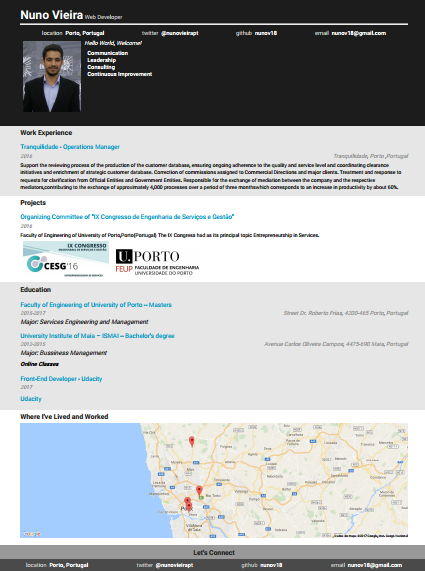 Nuno Vieira Web Developer
location Porto, Portugal twitter @nunovieirapt github nunov18 email nunov18@gmail.com
Hello World, Welcome!
Communication
Leadership
Consulting
Continuous Improvement
Work Experience
Tranquilidade - Operations Manager
2016 Tranquilidade, Porto ,Portugal
Support the reviewing process of the production of the customer database, ensuring ongoing adherence to the quality and service level and coordinating clearance
initiatives and enrichment of strategic customer database. Correction of commissions assigned to Commercial Directions and major clients. Treatment and response to
requests for clarification from Official Entities and Government Entities. Responsible for the exchange of mediation between the company and the respective
mediators,contributing to the exchange of approximately 4,000 processes over a period of three monthswhich corresponds to an increase in productivity by about 60%.
Projects
Organizing Committee of "IX Congresso de Engenharia de Serviços e Gestão"
2016
Faculty of Engineering of University of Porto,Porto(Portugal) The IX Congress had as its principal topic Entrepreneurship in Services.
IX CONGRESSO
ENGENHARIA DE SERVIÇOS E GESTÃO
CESG'16
EMPREENDEDORISMO EM SERVIÇOS
U. PORTO
FEUP FACULDADE DE ENGENHARIA
UNIVERSIDADE DO PORTO
Education
Faculty of Engineering of University of Porto -- Masters
2015-2017 Street Dr. Roberto Frias, 4200-465 Porto, Portugal
Major: Services Engineering and Management
University Institute of Maia – ISMAI -- Bachelor's degree
2012-2015 Avenue Carlos Oliveira Campos, 4475-690 Maia, Portugal
Major: Bussiness Management
Online Classes
Front-End Developer - Udacity
2017
Udacity
Where I've Lived and Worked
Let's Connect
location Porto, Portugal twitter @nunovieirapt github nunov18 email nunov18@gmail.com